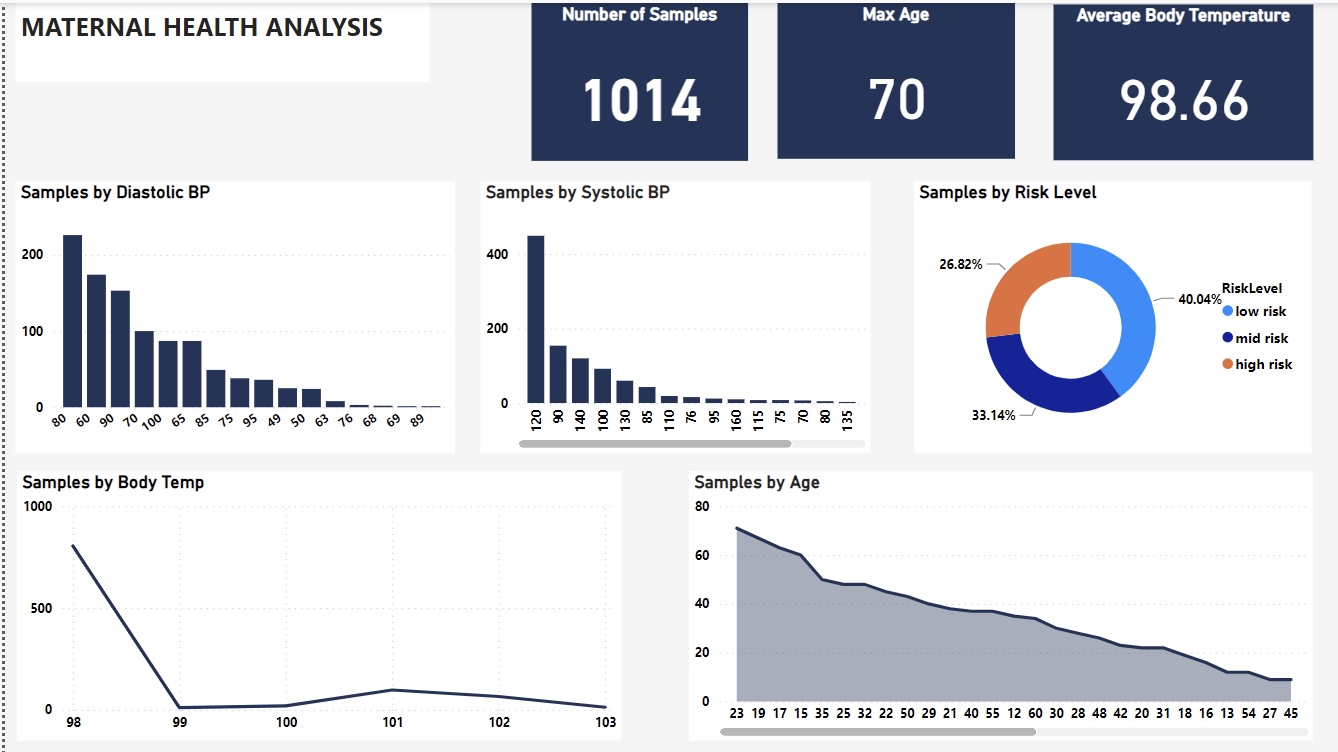 MATERNAL HEALTH ANALYSIS
Number of Samples
1014
Max Age
70
Average Body Temperature
98.66
Samples by Diastolic BP
200
100
0
80 60 90 70 100 65 85 75 95 49 50 63 76 68 69 89
Samples by Systolic BP
400
200
0
120 90 140 100 130 85 110 76 95 160 115 75 70 80 135
Samples by Risk Level
26.82%
40.04%
33.14%
RiskLevel
low risk
mid risk
high risk
Samples by Body Temp
1000
500
0
98 99 100 101 102 103
Samples by Age
80
60
40
20
0
23 19 17 15 35 25 32 22 50 29 21 40 55 12 60 30 28 48 42 20 31 18 16 13 54 27 45